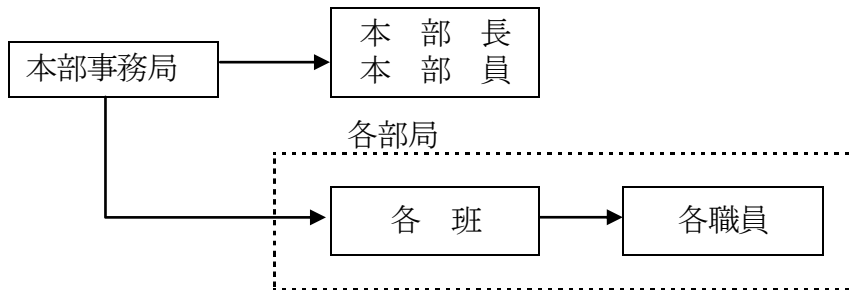 本　部　長
本　部　員
本部事務局
各部局
各　班
各職員